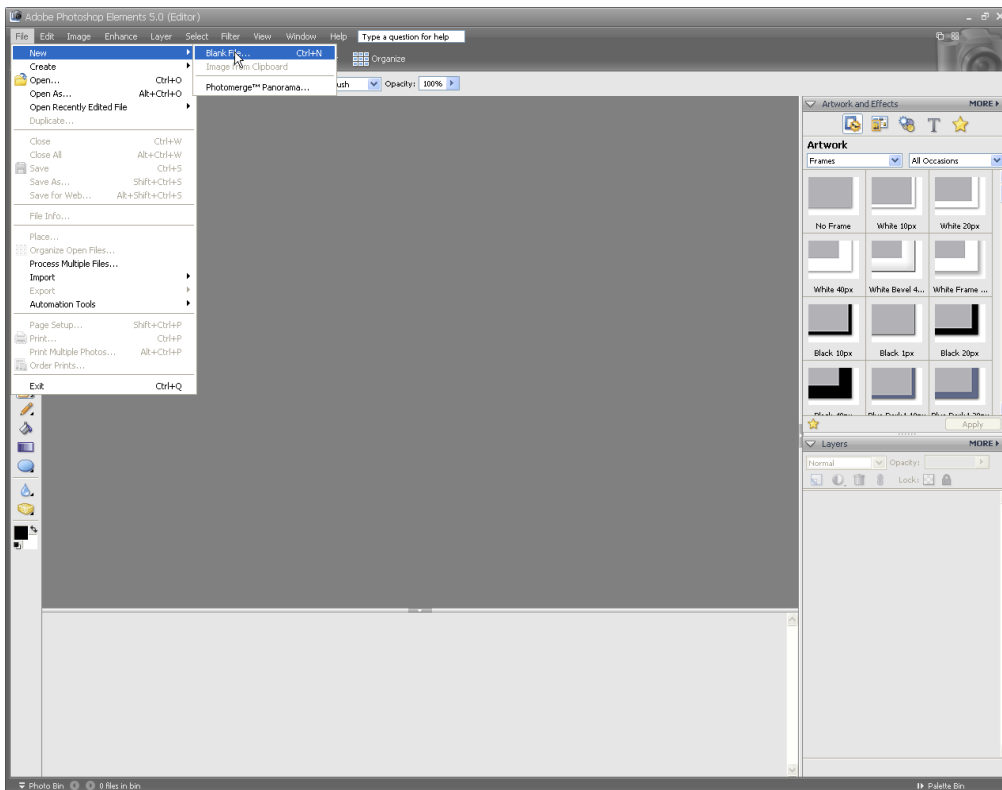 Adobe Photoshop Elements 5.0 (Editor)
File Edit Image Enhance Layer Select Filter View Window Help Type a question for help
New
Create
Open... Ctrl+O
Open As... Alt+Ctrl+O
Open Recently Edited File
Duplicate...
Close Ctrl+W
Close All Alt+Ctrl+W
Save Ctrl+S
Save As... Shift+Ctrl+S
Save for Web... Alt+Shift+Ctrl+S
File Info...
Place...
Organize Open Files...
Process Multiple Files...
Import
Export
Automation Tools
Page Setup... Shift+Ctrl+P
Print... Ctrl+P
Print Multiple Photos... Alt+Ctrl+P
Order Prints...
Exit Ctrl+Q
Blank File... Ctrl+N
Image from Clipboard
Photomerge™ Panorama...
Organize
Opacity: 100%
Artwork and Effects MORE
Artwork
Frames All Occasions
No Frame White 10px White 20px
White 40px White Bevel 4... White Frame ...
Black 10px Black 1px Black 20px
Apply
Layers MORE
Normal Opacity:
Lock:
Photo Bin 0 files in bin Palette Bin